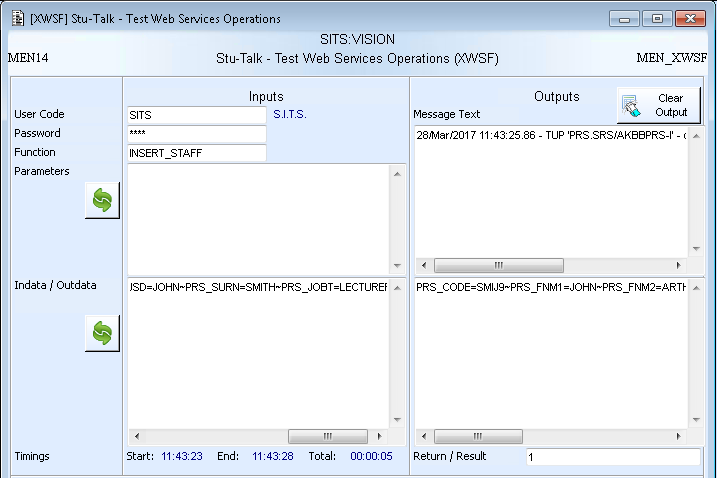 [XWSF] Stu-Talk - Test Web Services Operations
SITS:VISION
MEN14
Stu-Talk - Test Web Services Operations (XWSF)
MEN_XWSF
Inputs
Outputs
Clear Output
User Code
SITS
S.I.T.S.
Message Text
Password
****
28/Mar/2017 11:43:25.86 - TUP 'PRS.SRS/AKBBPRS-I' -
Function
INSERT_STAFF
Parameters
Indata / Outdata
JSD=JOHN~PRS_SURN=SMITH~PRS_JOBT=LECTURER
PRS_CODE=SMIJ9~PRS_FNM1=JOHN~PRS_FNM2=ARTH
Timings
Start: 11:43:23 End: 11:43:28 Total: 00:00:05
Return / Result
1